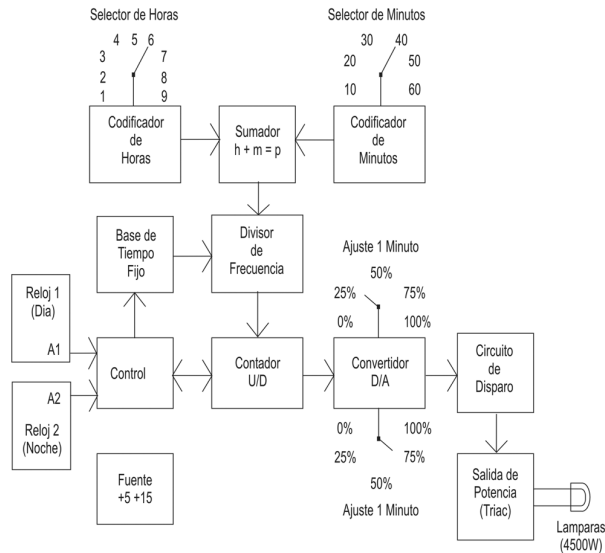 Selector de Horas
Selector de Minutos
4 5 6
3 7
2 8
1 9
30 40
20 50
10 60
Codificador
de
Horas
Sumador
h + m = p
Codificador
de
Minutos
Base de
Tiempo
Fijo
Divisor
de
Frecuencia
Ajuste 1 Minuto
50%
25% 75%
0% 100%
Reloj 1
(Dia)
A1
A2
Reloj 2
(Noche)
Control
Contador
U/D
Convertidor
D/A
Circuito
de
Disparo
0% 100%
25% 75%
50%
Ajuste 1 Minuto
Fuente
+5 +15
Salida de
Potencia
(Triac)
Lamparas
(4500W)